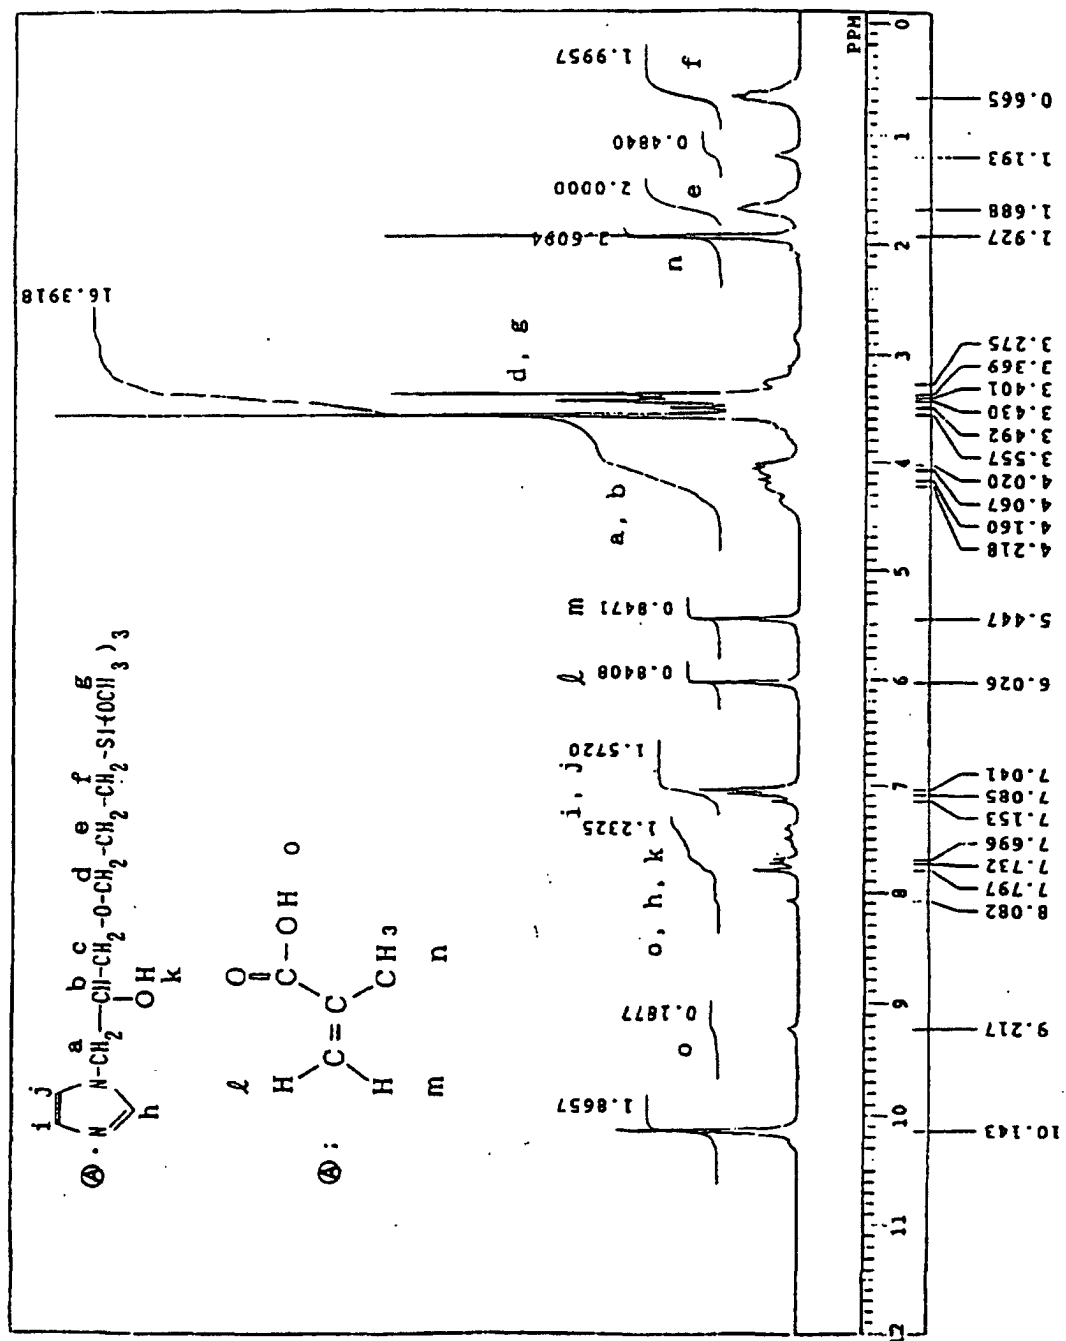 i j
a b c d e f g
Ⓐ · N N-CH2-CH-CH2-O-CH2-CH2-CH2-Si(OCH3)3
h
OH
k
Ⓐ :
ℓ H
H m
C=C
O
C-OH o
CH3 n
1.8657
0.1877
o
o, h, k
1.2325
i, j
1.5720
ℓ
0.8408
m
0.8471
a, b
16.3918
d, g
n
3.6094
e
2.0000
0.4840
f
1.9957
PPM
12 11 10 9 8 7 6 5 4 3 2 1 0
10.143
9.217
8.082
7.797
7.732
7.696
7.153
7.085
7.041
6.026
5.447
4.218
4.160
4.067
4.020
3.557
3.492
3.430
3.401
3.369
3.275
1.927
1.688
1.193
0.665